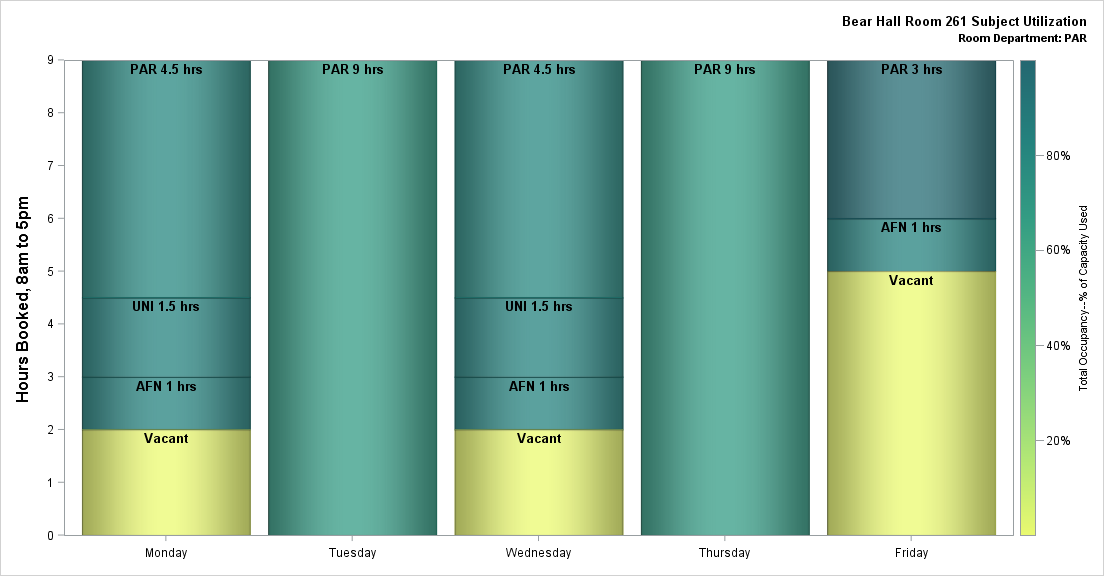 Bear Hall Room 261 Subject Utilization
Room Department: PAR
Hours Booked, 8am to 5pm
9
8
7
6
5
4
3
2
1
0
PAR 4.5 hrs
UNI 1.5 hrs
AFN 1 hrs
Vacant
PAR 9 hrs
PAR 4.5 hrs
UNI 1.5 hrs
AFN 1 hrs
Vacant
PAR 9 hrs
PAR 3 hrs
AFN 1 hrs
Vacant
Monday
Tuesday
Wednesday
Thursday
Friday
80%
60%
40%
20%
Total Occupancy--% of Capacity Used